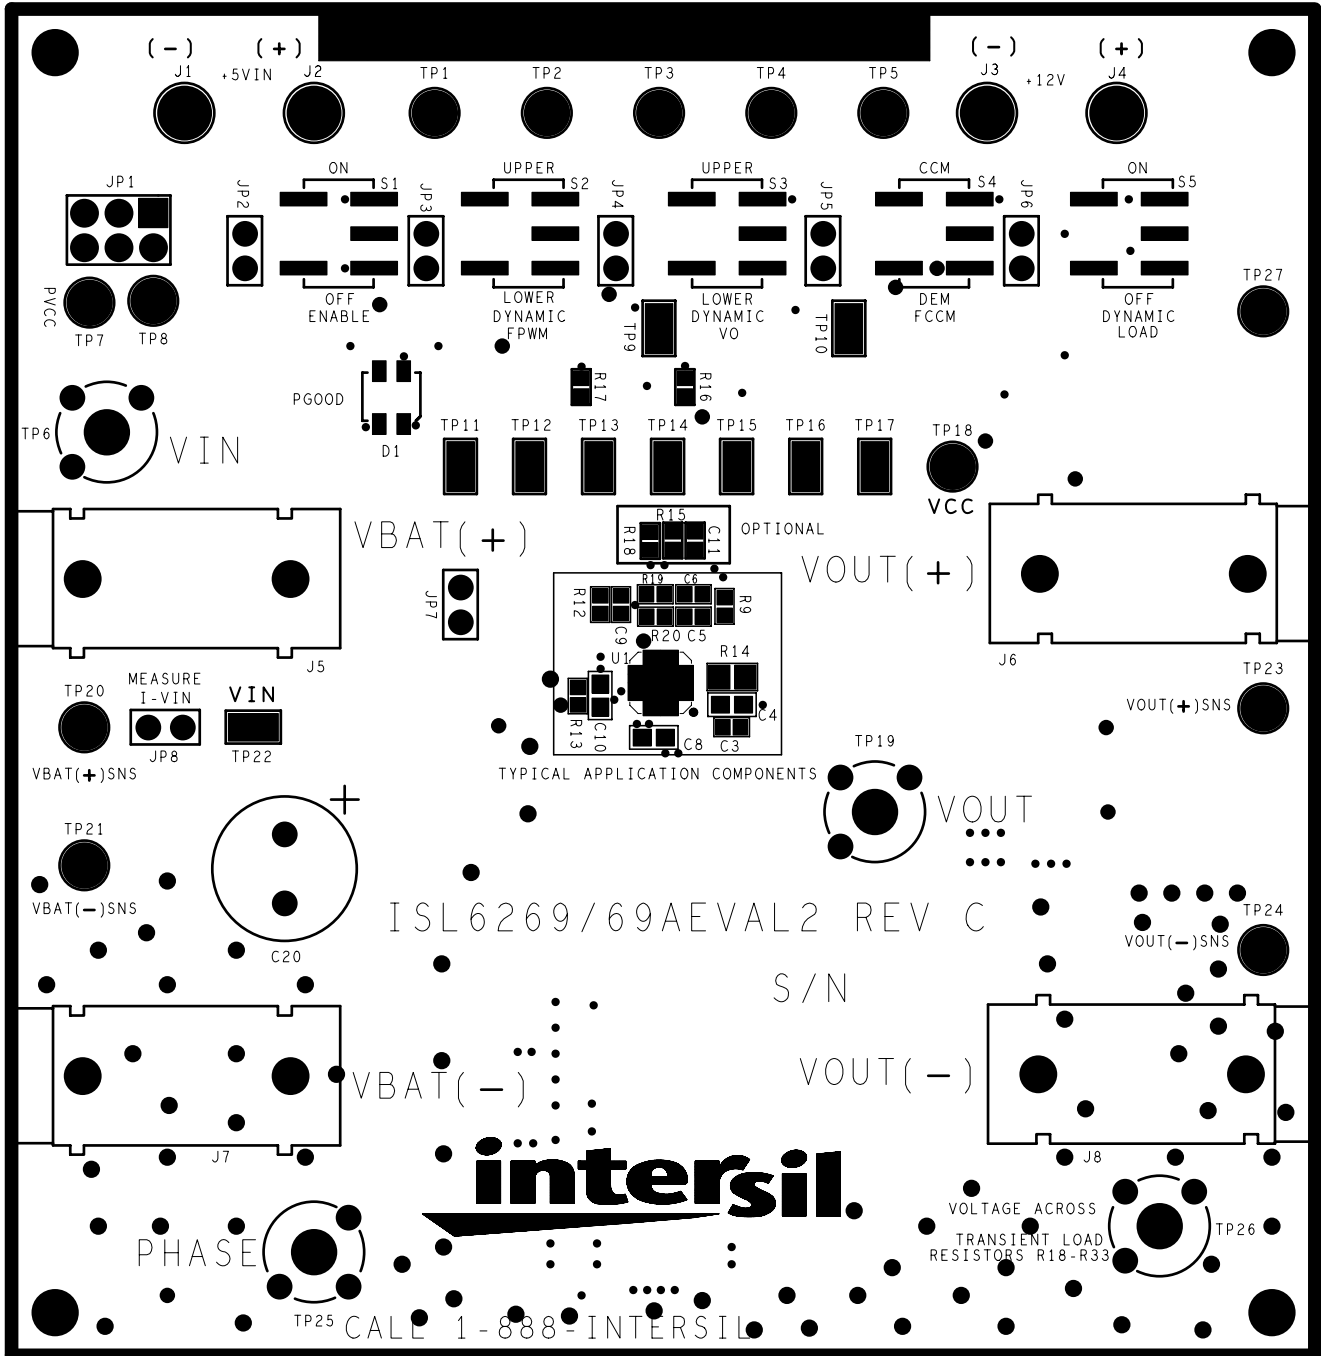 (-) (+) (-) (+)
J1 +5VIN J2 TP1 TP2 TP3 TP4 TP5 J3 +12V J4
ON UPPER UPPER CCM ON
JP1 JP2 S1 JP3 S2 JP4 S3 JP5 S4 JP6 S5
TP27
OFF LOWER LOWER DEM OFF
ENABLE DYNAMIC DYNAMIC FCCM DYNAMIC
FPWM VO LOAD
PVCC TP7 TP8 TP9 TP10
R17 R16
PGOOD
D1
TP6 VIN
TP11 TP12 TP13 TP14 TP15 TP16 TP17 TP18
VCC
VBAT(+)
R18 R15 C11 OPTIONAL
VOUT(+)
JP7
R12 C9 R19 C6 R9
R20 C5
U1 R14
J5 J6
R13 C10 C8 C3 C4
TYPICAL APPLICATION COMPONENTS
TP20 MEASURE VIN
I-VIN
JP8 TP22
VBAT(+)SNS
TP23
VOUT(+)SNS
TP19
VOUT
TP21
VBAT(-)SNS
+
C20
ISL6269/69AEVAL2 REV C
TP24
VOUT(-)SNS
S/N
VBAT(-)
VOUT(-)
J7 J8
intersil
VOLTAGE ACROSS
TRANSIENT LOAD
RESISTORS R18-R33
TP26
PHASE
TP25
CALL 1-888-INTERSIL